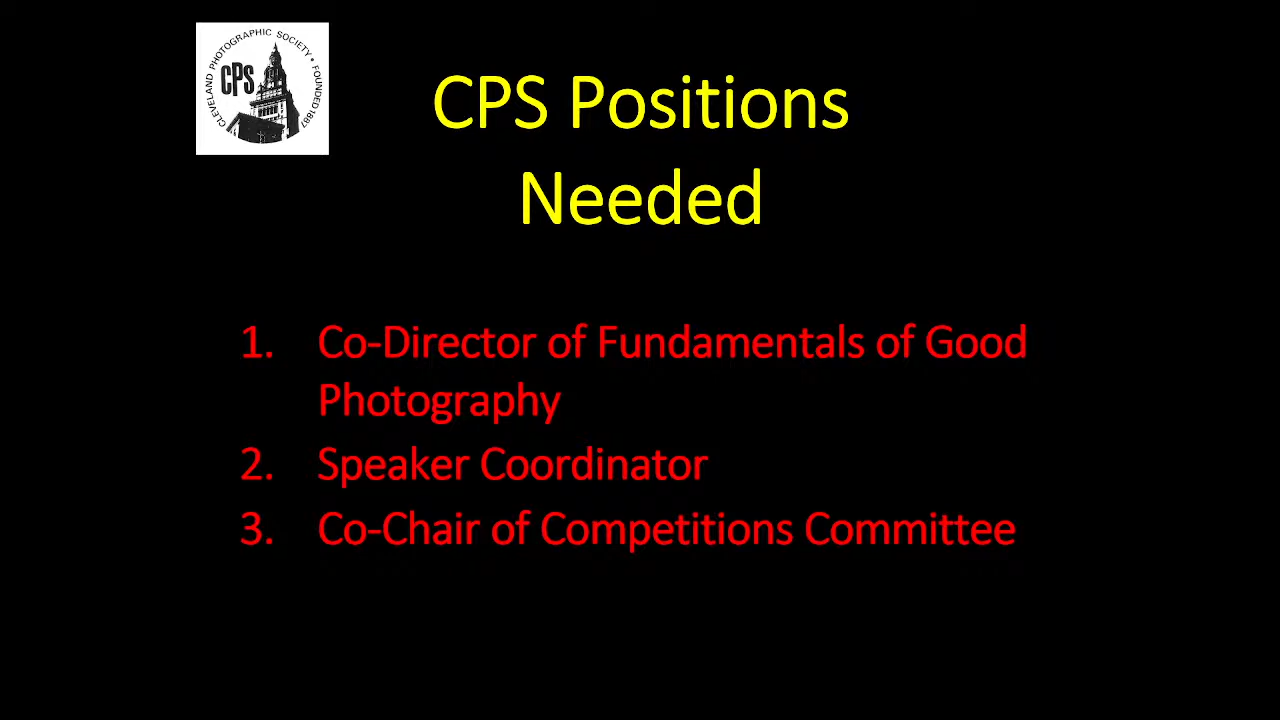 CLEVELAND PHOTOGRAPHIC SOCIETY • FOUNDED 1887
CPS
CPS Positions
Needed
1. Co-Director of Fundamentals of Good
Photography
2. Speaker Coordinator
3. Co-Chair of Competitions Committee